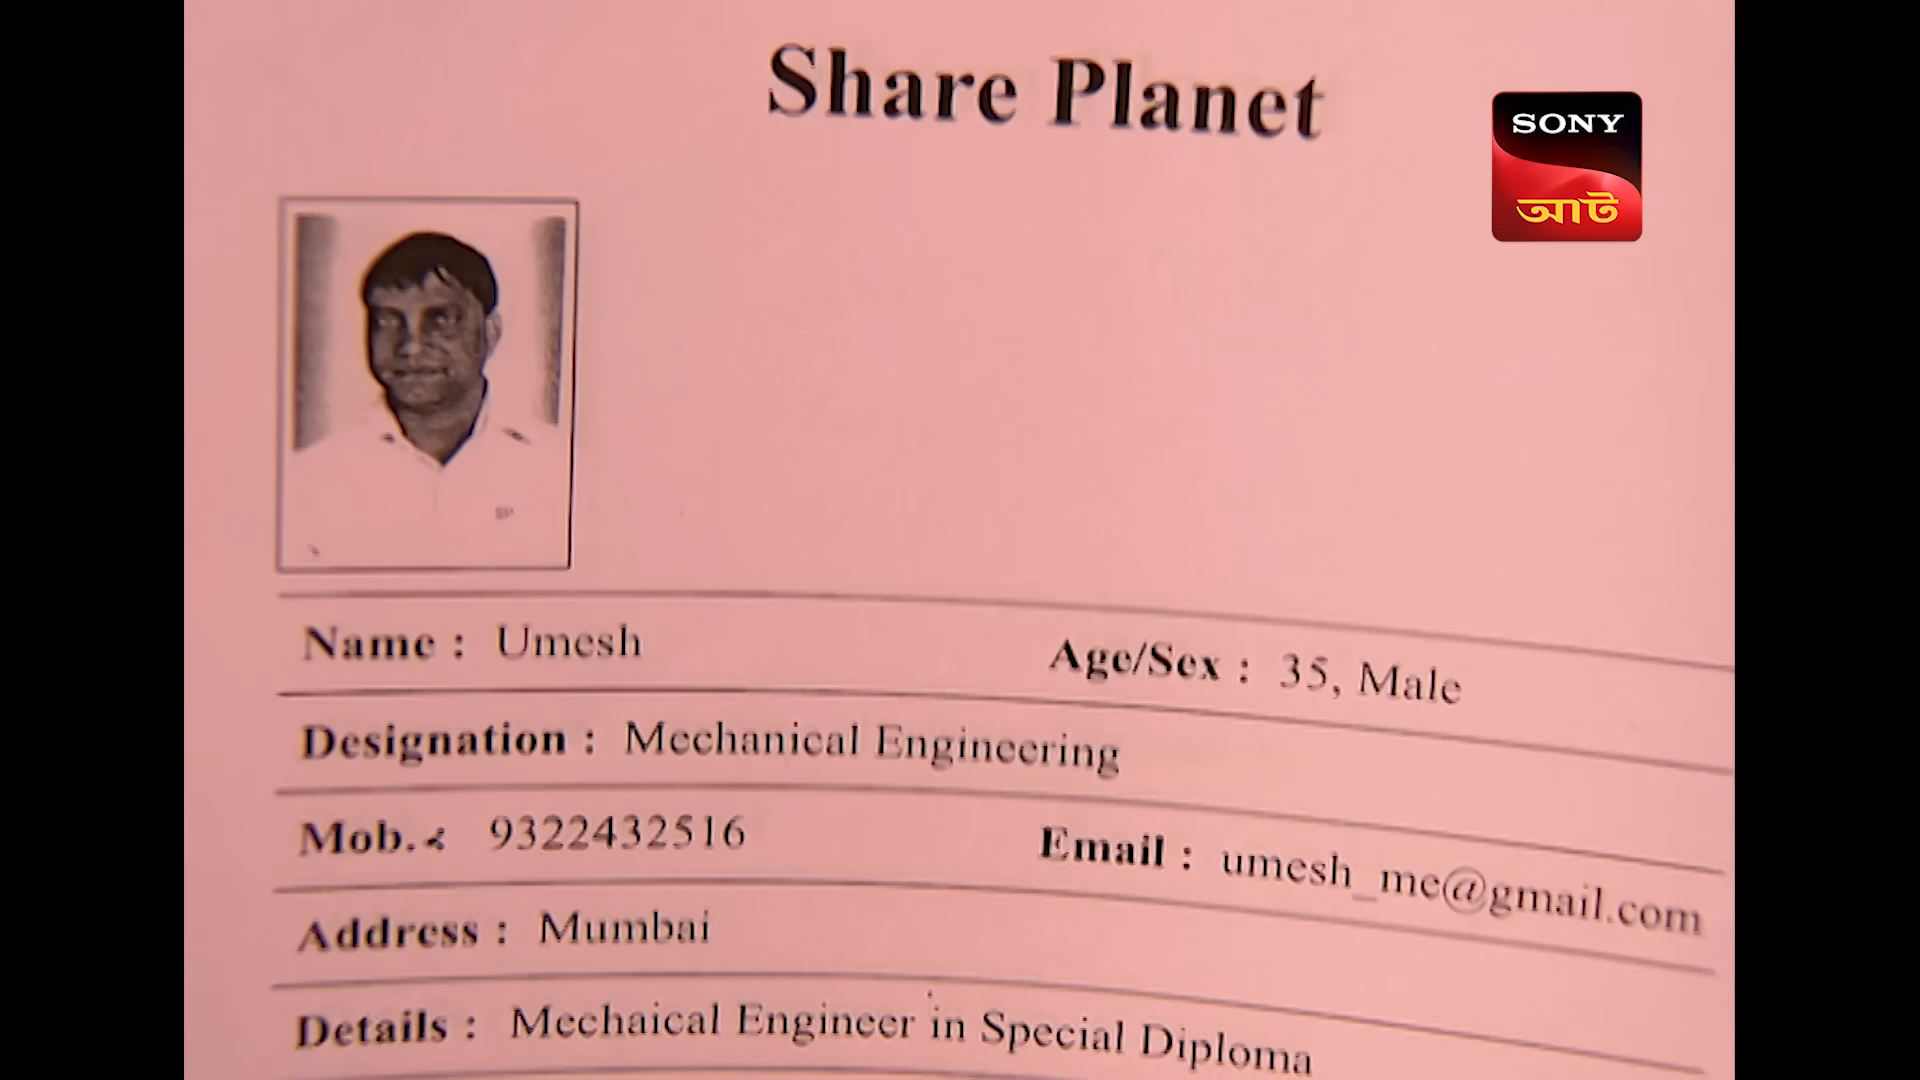 Share Planet
SONY
আট
SP
Name : Umesh
Age/Sex : 35, Male
Designation : Mechanical Engineering
Mob. : 9322432516
Email : umesh_me@gmail.com
Address : Mumbai
Details : Mechaical Engineer in Special Diploma